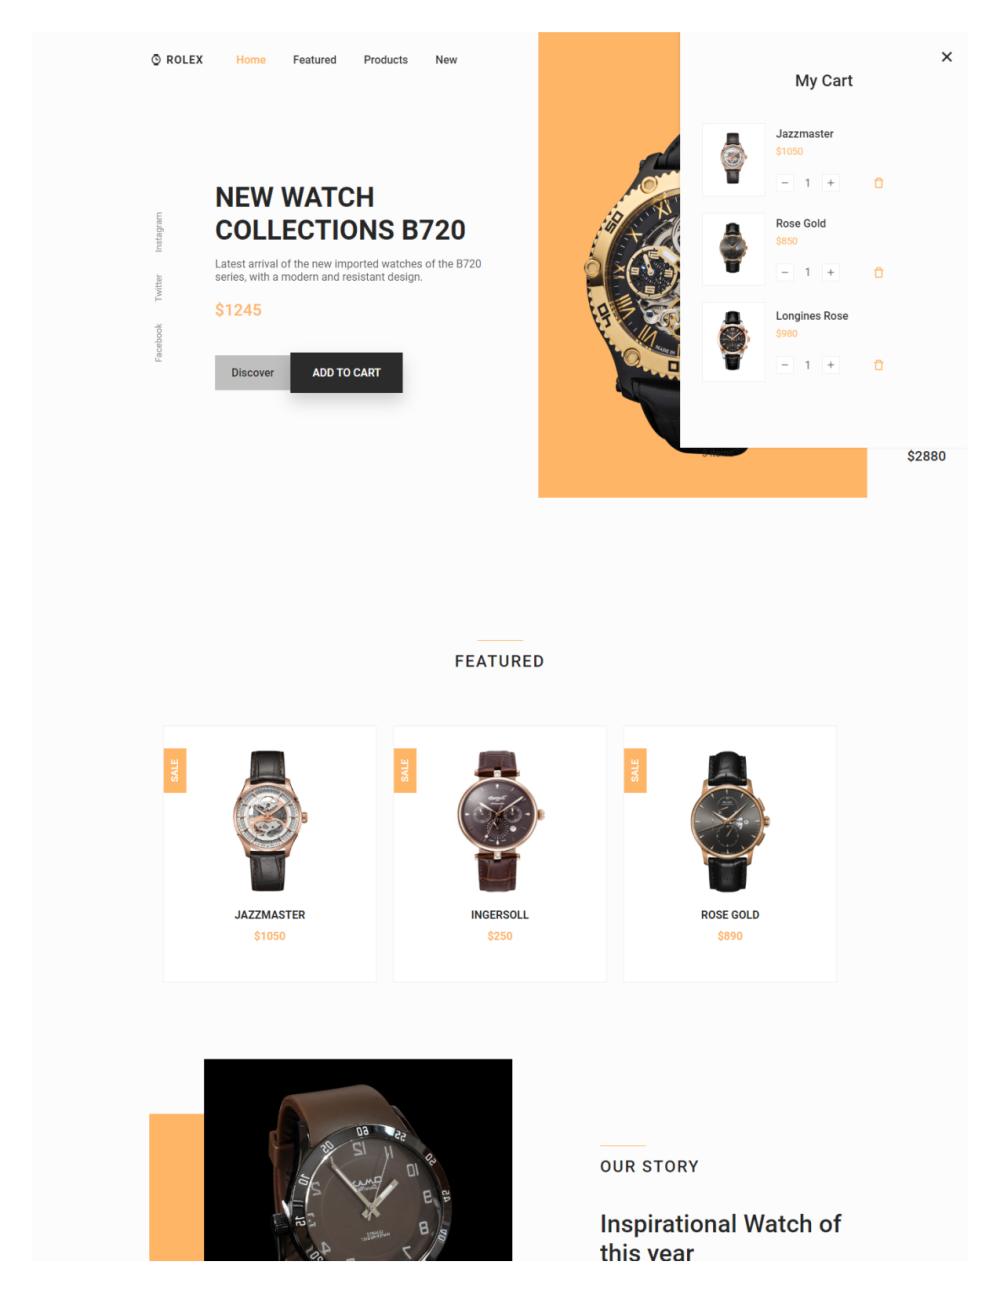 ROLEX
Home
Featured
Products
New
My Cart
Jazzmaster
$1050
1
Rose Gold
$850
1
Longines Rose
$980
1
$2880
Instagram
Twitter
Facebook
NEW WATCH
COLLECTIONS B720
Latest arrival of the new imported watches of the B720
series, with a modern and resistant design.
$1245
Discover
ADD TO CART
FEATURED
SALE
JAZZMASTER
$1050
SALE
INGERSOLL
$250
SALE
ROSE GOLD
$890
OUR STORY
Inspirational Watch of
this year